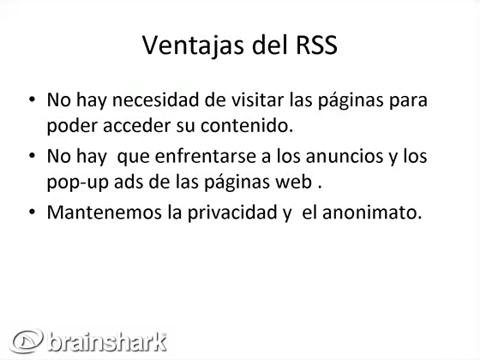 Ventajas del RSS
• No hay necesidad de visitar las páginas para
poder acceder su contenido.
• No hay  que enfrentarse a los anuncios y los
pop-up ads de las páginas web .
• Mantenemos la privacidad y  el anonimato.
brainshark